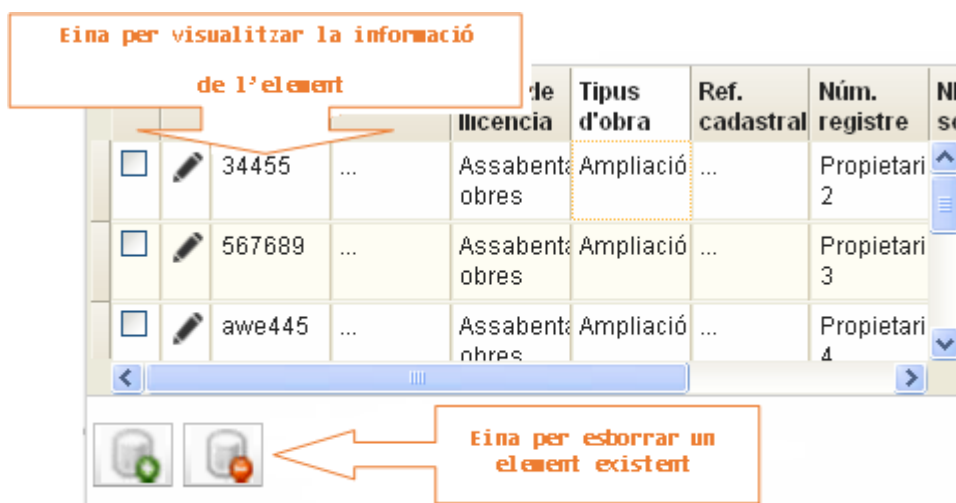 Eina per visualitzar la informació
de l'element
de Tipus Ref. Núm.
llicencia d'obra cadastral registre
34455 ... Assabenta Ampliació ... Propietari
obres 2
567689 ... Assabenta Ampliació ... Propietari
obres 3
awe445 ... Assabenta Ampliació ... Propietari
obres 4
Eina per esborrar un
element existent